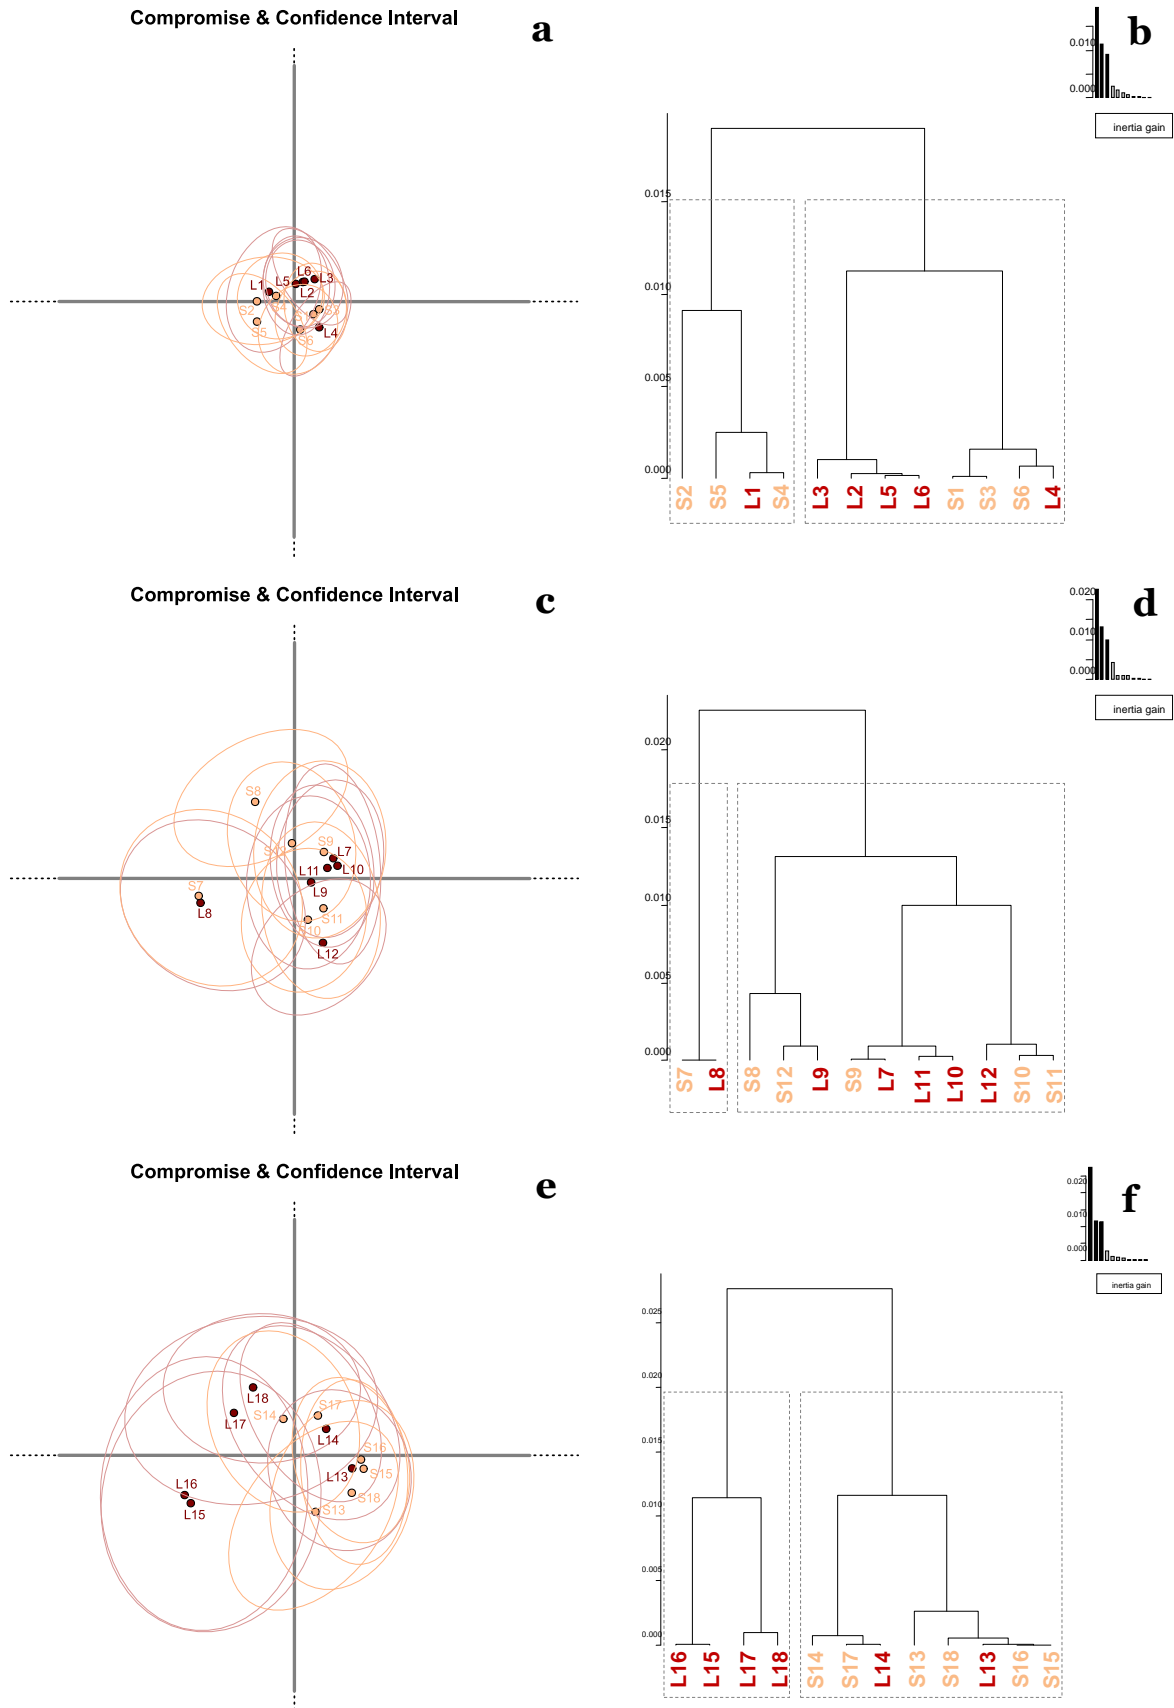 Compromise & Confidence Interval
a
L6
L5
L3
L1
L2
S2
S4
S5
S6
L4
b
0.010
0.000
inertia gain
0.015
0.010
0.005
0.000
S2
S5
L1
S4
L3
L2
L5
L6
S1
S3
S6
L4
Compromise & Confidence Interval
c
S8
S9
L7
L11
L10
S7
L9
L8
S11
S10
L12
d
0.020
0.010
0.000
inertia gain
0.020
0.015
0.010
0.005
0.000
S7
L8
S8
S12
L9
S9
L7
L11
L10
L12
S10
S11
Compromise & Confidence Interval
e
L18
S17
L17
S14
L14
S16
L13
S15
L16
S18
L15
S13
f
0.020
0.010
0.000
inertia gain
0.025
0.020
0.015
0.010
0.005
0.000
L16
L15
L17
L18
S14
S17
L14
S13
S18
L13
S16
S15